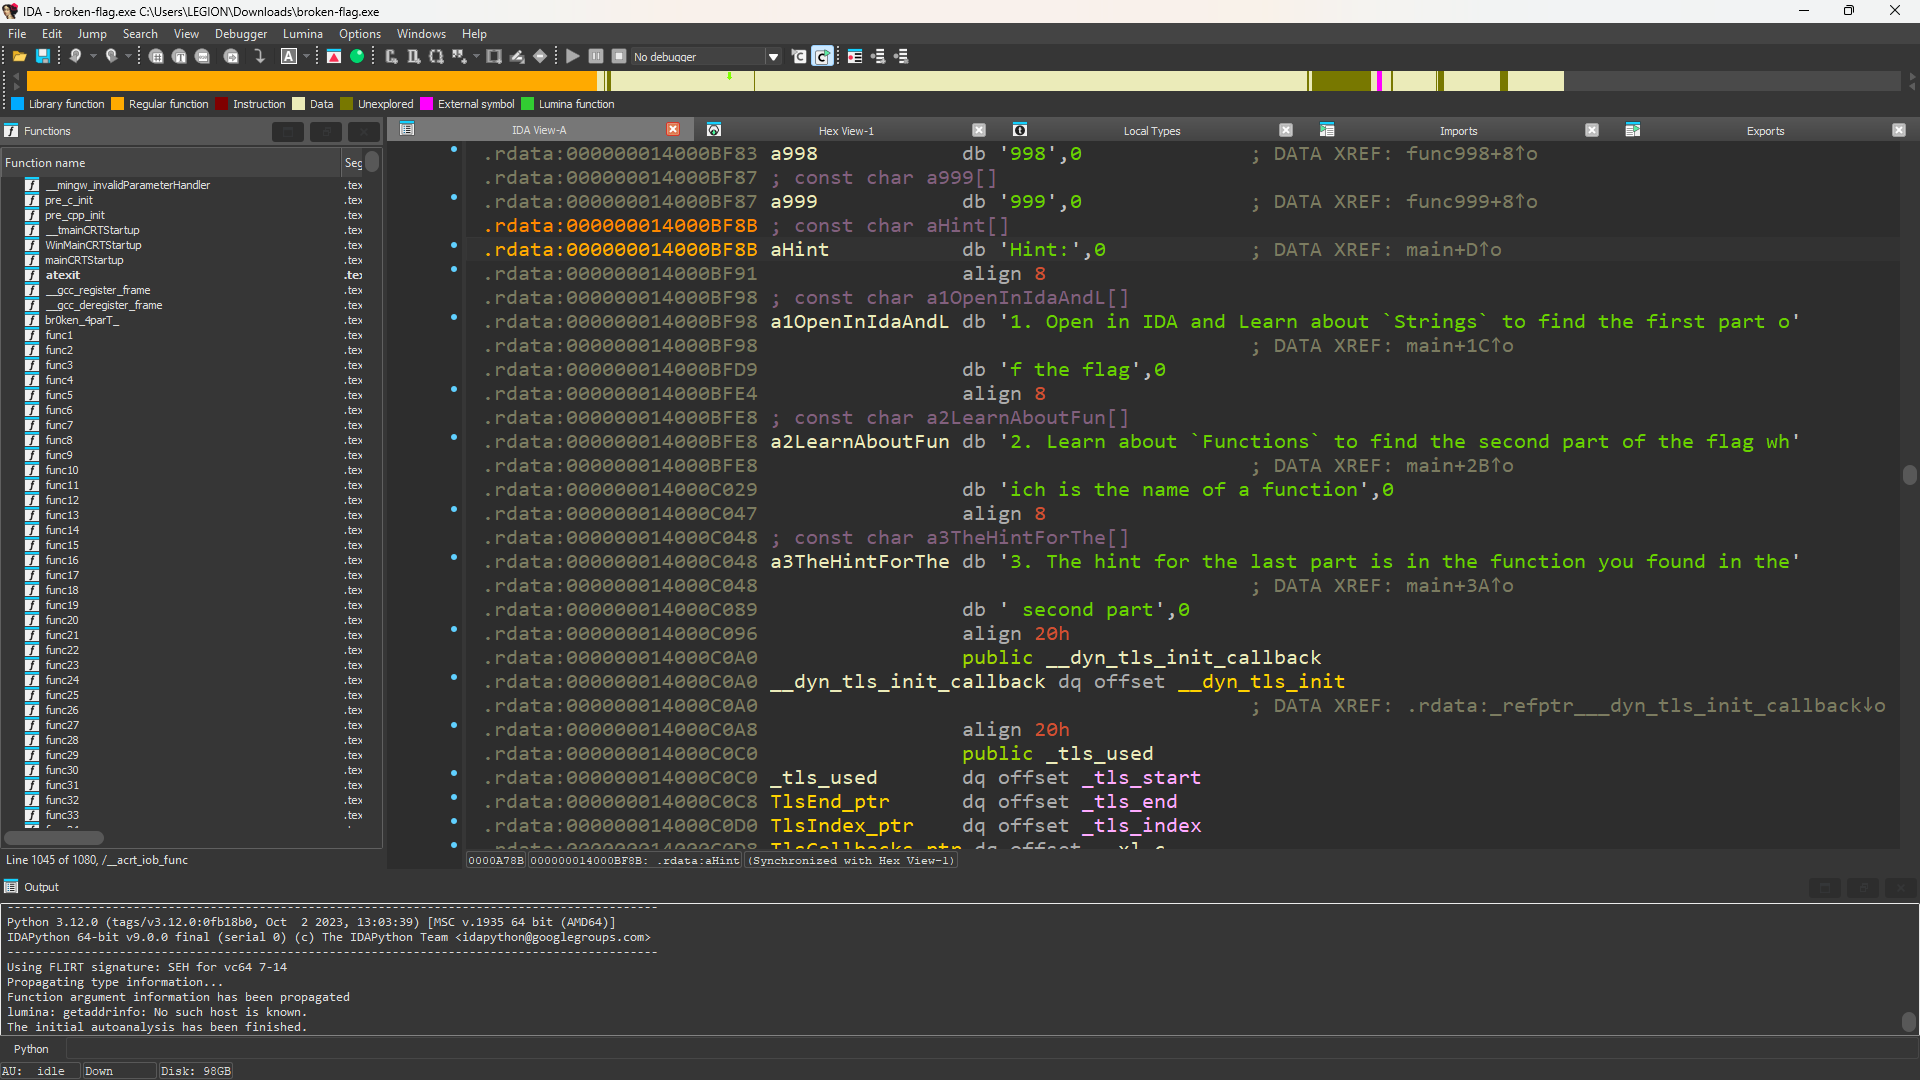 IDA - broken-flag.exe C:\Users\LEGION\Downloads\broken-flag.exe
File Edit Jump Search View Debugger Lumina Options Windows Help
No debugger
Library function Regular function Instruction Data Unexplored External symbol Lumina function
Functions
IDA View-A Hex View-1 Local Types Imports Exports
Function name Seg
__mingw_invalidParameterHandler .tex
pre_c_init .tex
pre_cpp_init .tex
__tmainCRTStartup .tex
WinMainCRTStartup .tex
mainCRTStartup .tex
atexit .tex
__gcc_register_frame .tex
__gcc_deregister_frame .tex
br0ken_4parT_ .tex
func1 .tex
func2 .tex
func3 .tex
func4 .tex
func5 .tex
func6 .tex
func7 .tex
func8 .tex
func9 .tex
func10 .tex
func11 .tex
func12 .tex
func13 .tex
func14 .tex
func15 .tex
func16 .tex
func17 .tex
func18 .tex
func19 .tex
func20 .tex
func21 .tex
func22 .tex
func23 .tex
func24 .tex
func25 .tex
func26 .tex
func27 .tex
func28 .tex
func29 .tex
func30 .tex
func31 .tex
func32 .tex
func33 .tex
Line 1045 of 1080, /__acrt_iob_func
.rdata:000000014000BF83 a998 db '998',0 ; DATA XREF: func998+8↑o
.rdata:000000014000BF87 ; const char a999[]
.rdata:000000014000BF87 a999 db '999',0 ; DATA XREF: func999+8↑o
.rdata:000000014000BF8B ; const char aHint[]
.rdata:000000014000BF8B aHint db 'Hint:',0 ; DATA XREF: main+D↑o
.rdata:000000014000BF91 align 8
.rdata:000000014000BF98 ; const char a1OpenInIdaAndL[]
.rdata:000000014000BF98 a1OpenInIdaAndL db '1. Open in IDA and Learn about `Strings` to find the first part o'
.rdata:000000014000BF98 ; DATA XREF: main+1C↑o
.rdata:000000014000BFD9 db 'f the flag',0
.rdata:000000014000BFE4 align 8
.rdata:000000014000BFE8 ; const char a2LearnAboutFun[]
.rdata:000000014000BFE8 a2LearnAboutFun db '2. Learn about `Functions` to find the second part of the flag wh'
.rdata:000000014000BFE8 ; DATA XREF: main+2B↑o
.rdata:000000014000C029 db 'ich is the name of a function',0
.rdata:000000014000C047 align 8
.rdata:000000014000C048 ; const char a3TheHintForThe[]
.rdata:000000014000C048 a3TheHintForThe db '3. The hint for the last part is in the function you found in the'
.rdata:000000014000C048 ; DATA XREF: main+3A↑o
.rdata:000000014000C089 db ' second part',0
.rdata:000000014000C096 align 20h
.rdata:000000014000C0A0 public __dyn_tls_init_callback
.rdata:000000014000C0A0 __dyn_tls_init_callback dq offset __dyn_tls_init
.rdata:000000014000C0A0 ; DATA XREF: .rdata:_refptr___dyn_tls_init_callback↓o
.rdata:000000014000C0A8 align 20h
.rdata:000000014000C0C0 public _tls_used
.rdata:000000014000C0C0 _tls_used dq offset _tls_start
.rdata:000000014000C0C8 TlsEnd_ptr dq offset _tls_end
.rdata:000000014000C0D0 TlsIndex_ptr dq offset _tls_index
.rdata:000000014000C0D8 TlsCallbacks_ptr dq offset __xl_c
0000A78B 000000014000BF8B: .rdata:aHint (Synchronized with Hex View-1)
Output
Python 3.12.0 (tags/v3.12.0:0fb18b0, Oct 2 2023, 13:03:39) [MSC v.1935 64 bit (AMD64)]
IDAPython 64-bit v9.0.0 final (serial 0) (c) The IDAPython Team <idapython@googlegroups.com>
Using FLIRT signature: SEH for vc64 7-14
Propagating type information...
Function argument information has been propagated
lumina: getaddrinfo: No such host is known.
The initial autoanalysis has been finished.
Python
AU: idle Down Disk: 98GB